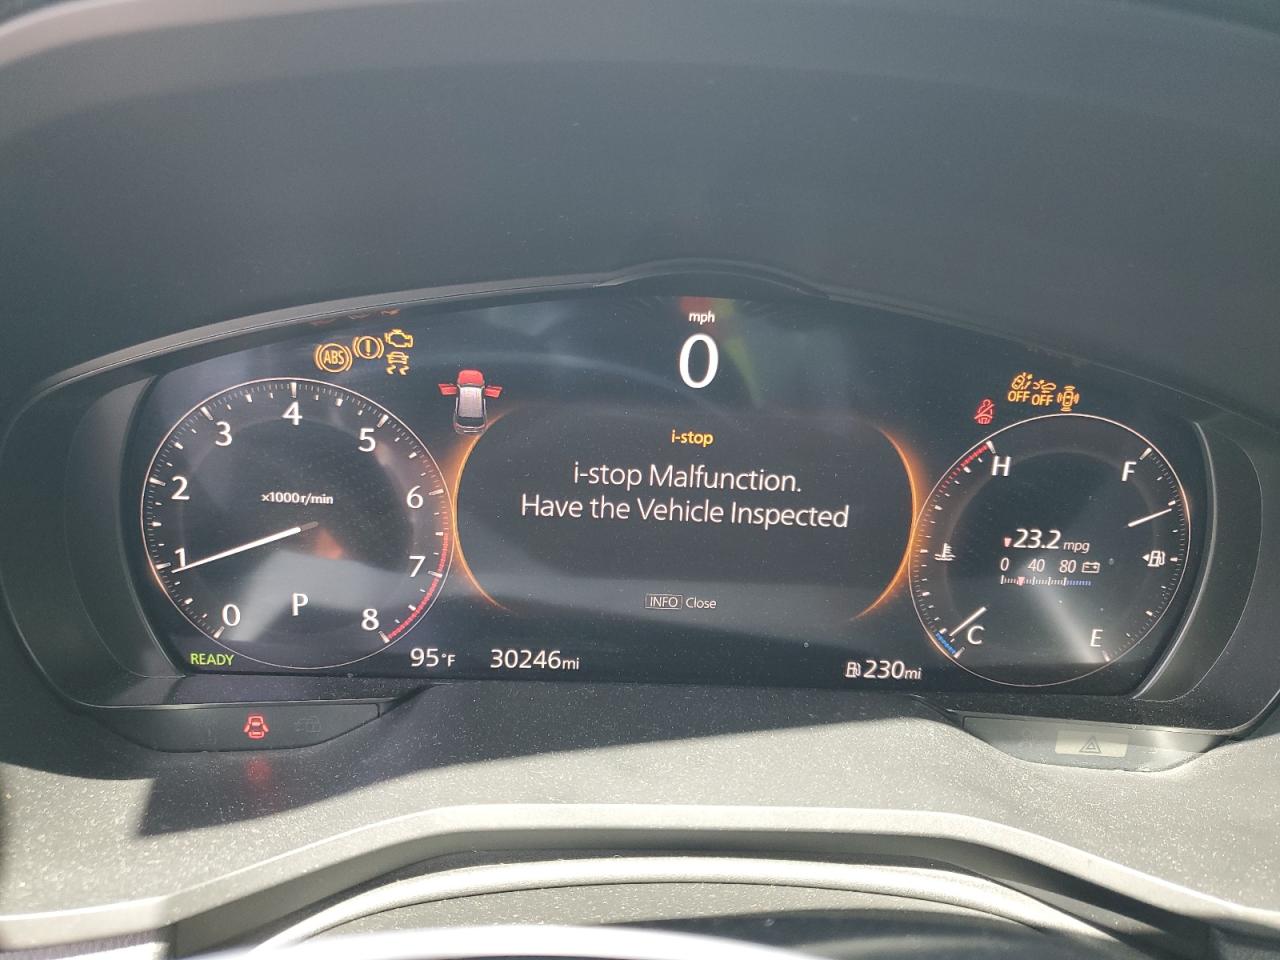 mph
0
ABS
OFF OFF
i-stop
i-stop Malfunction.
Have the Vehicle Inspected
INFO Close
0
1
2
3
4
5
6
7
8
x1000r/min
P
READY
95°F
30246mi
230mi
H
C
F
E
23.2 mpg
0 40 80